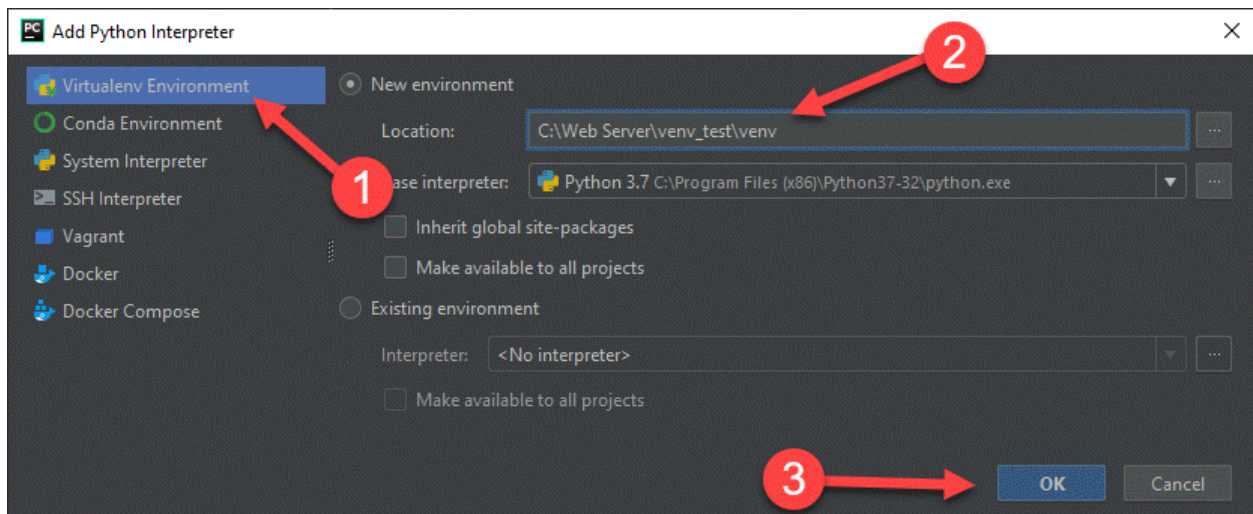 PC Add Python Interpreter
Virtualenv Environment
Conda Environment
System Interpreter
SSH Interpreter
Vagrant
Docker
Docker Compose
New environment
Location: C:\Web Server\venv_test\venv ...
ase interpreter: Python 3.7 C:\Program Files (x86)\Python37-32\python.exe ...
Inherit global site-packages
Make available to all projects
Existing environment
Interpreter: <No interpreter> ...
Make available to all projects
OK Cancel
1
2
3